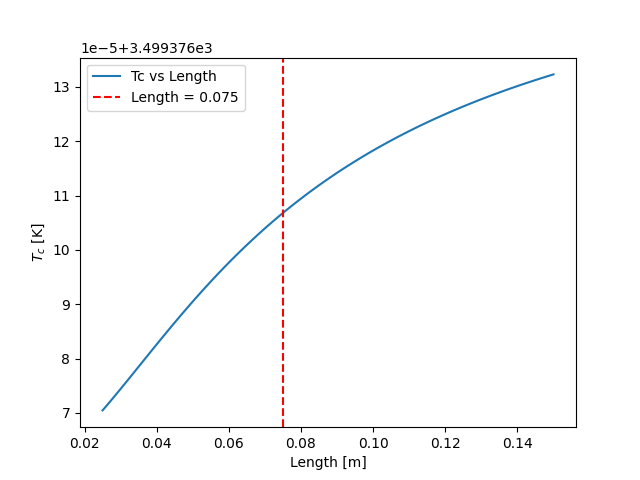 1e−5+3.499376e3
Tc vs Length
Length = 0.075
13
12
11
10
9
8
7
T_c [K]
0.02 0.04 0.06 0.08 0.10 0.12 0.14
Length [m]